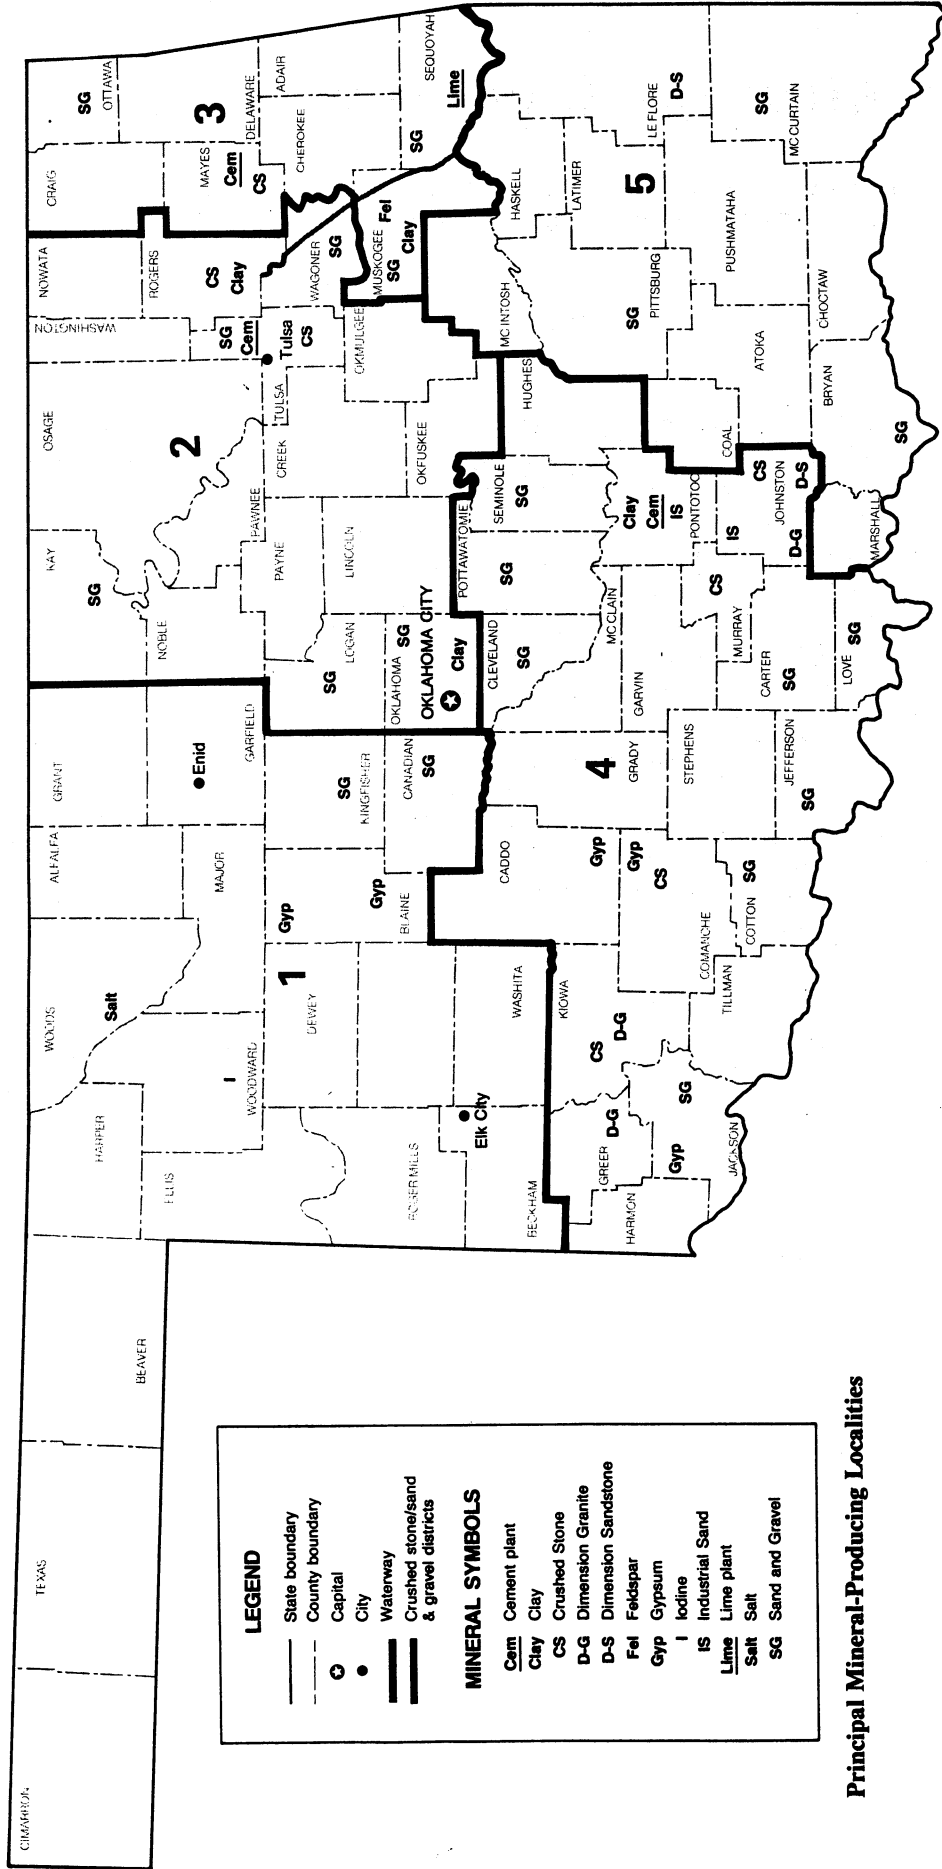 CIMARRON
TEXAS
BEAVER
HARPER
WOODS
ALFALFA
GRANT
KAY
OSAGE
WASHINGTON
NOWATA
CRAIG
OTTAWA
SG
ELLIS
WOODWARD
I
Salt
MAJOR
GARFIELD
Enid
NOBLE
SG
2
PAWNEE
ROGERS
CS
Clay
SG
Cem
Tulsa
CS
TULSA
MAYES
Cem
CS
3
DELAWARE
ADAIR
CHEROKEE
ROGER MILLS
DEWEY
1
Gyp
Gyp
BLAINE
KINGFISHER
SG
LOGAN
SG
PAYNE
LINCOLN
CREEK
OKMULGEE
WAGONER
SG
MUSKOGEE
SG
Fel
Clay
SEQUOYAH
SG
Lime
BECKHAM
Elk City
WASHITA
CANADIAN
SG
OKLAHOMA
SG
OKLAHOMA CITY
Clay
OKFUSKEE
MC INTOSH
HASKELL
CADDO
Gyp
CLEVELAND
SG
POTTAWATOMIE
SG
SEMINOLE
SG
HUGHES
PITTSBURG
SG
LATIMER
5
LE FLORE
D-S
HARMON
GREER
D-G
KIOWA
CS
D-G
Gyp
CS
COMANCHE
4
GRADY
MC CLAIN
GARVIN
Clay
Cem
IS
PONTOTOC
COAL
ATOKA
PUSHMATAHA
MC CURTAIN
SG
JACKSON
Gyp
SG
TILLMAN
COTTON
SG
STEPHENS
JEFFERSON
SG
MURRAY
CS
CARTER
SG
LOVE
SG
IS
JOHNSTON
CS
D-S
D-G
MARSHALL
BRYAN
SG
CHOCTAW
LEGEND
State boundary
County boundary
Capital
City
Waterway
Crushed stone/sand
& gravel districts
MINERAL SYMBOLS
Cem Cement plant
Clay Clay
CS Crushed Stone
D-G Dimension Granite
D-S Dimension Sandstone
Fel Feldspar
Gyp Gypsum
I Iodine
IS Industrial Sand
Lime Lime plant
Salt Salt
SG Sand and Gravel
Principal Mineral-Producing Localities